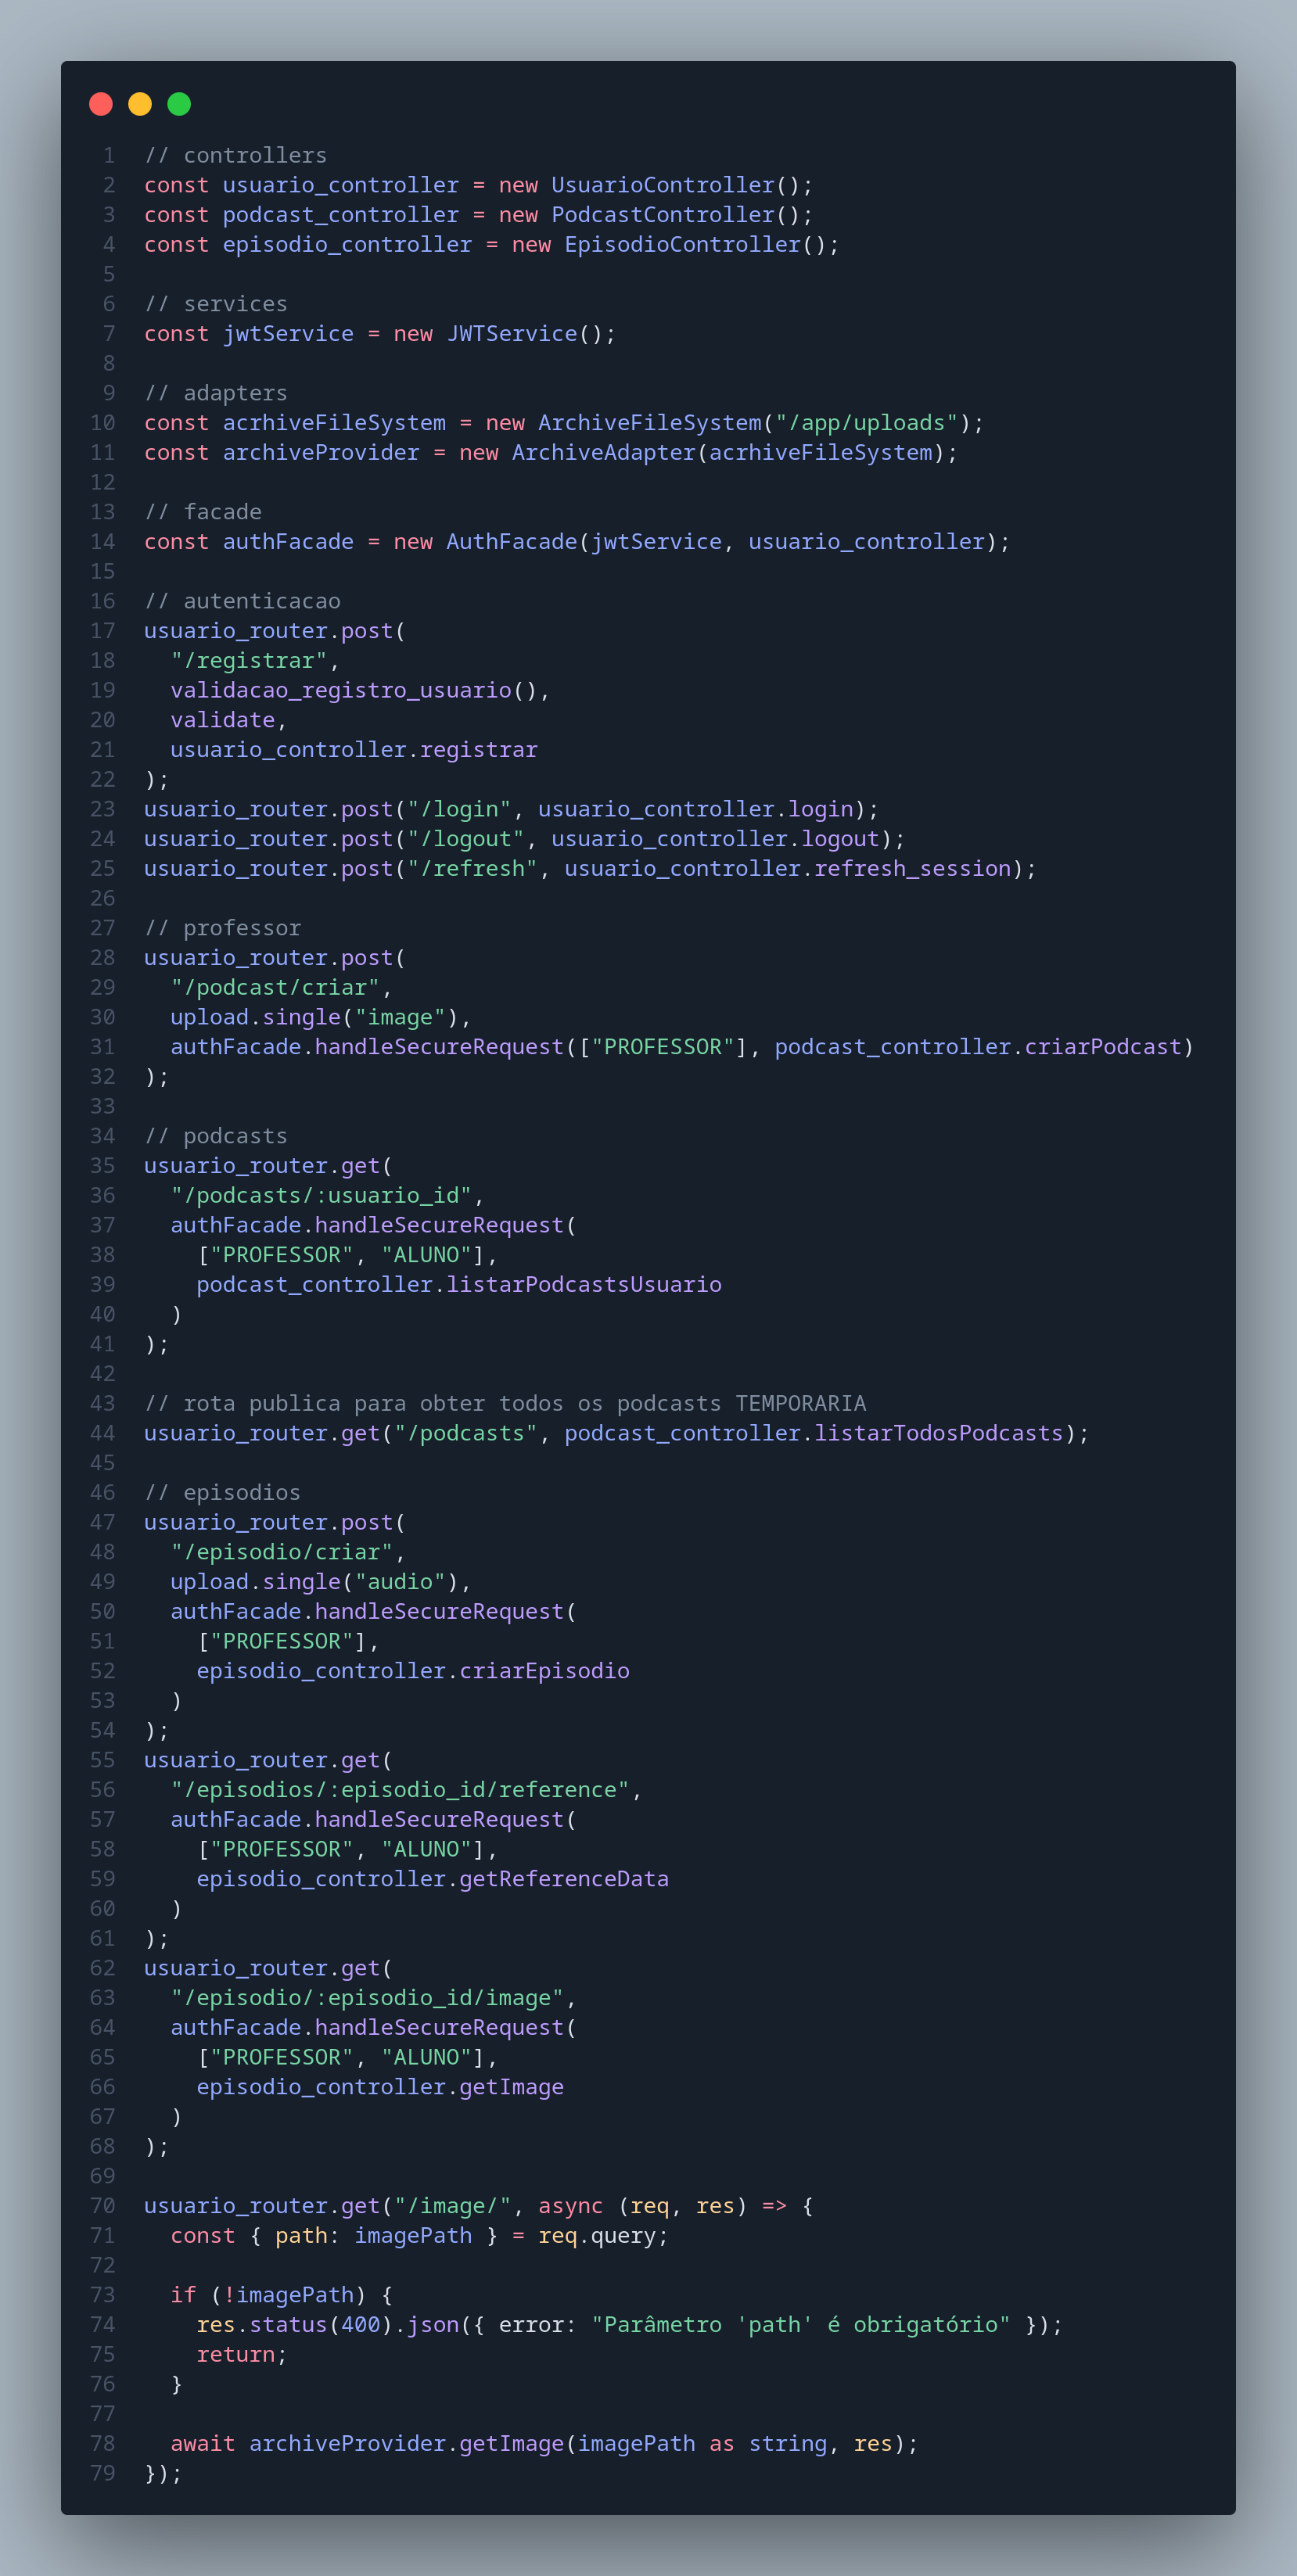 1 // controllers
2 const usuario_controller = new UsuarioController();
3 const podcast_controller = new PodcastController();
4 const episodio_controller = new EpisodioController();
5
6 // services
7 const jwtService = new JWTService();
8
9 // adapters
10 const acrhiveFileSystem = new ArchiveFileSystem("/app/uploads");
11 const archiveProvider = new ArchiveAdapter(acrhiveFileSystem);
12
13 // facade
14 const authFacade = new AuthFacade(jwtService, usuario_controller);
15
16 // autenticacao
17 usuario_router.post(
18   "/registrar",
19   validacao_registro_usuario(),
20   validate,
21   usuario_controller.registrar
22 );
23 usuario_router.post("/login", usuario_controller.login);
24 usuario_router.post("/logout", usuario_controller.logout);
25 usuario_router.post("/refresh", usuario_controller.refresh_session);
26
27 // professor
28 usuario_router.post(
29   "/podcast/criar",
30   upload.single("image"),
31   authFacade.handleSecureRequest(["PROFESSOR"], podcast_controller.criarPodcast)
32 );
33
34 // podcasts
35 usuario_router.get(
36   "/podcasts/:usuario_id",
37   authFacade.handleSecureRequest(
38     ["PROFESSOR", "ALUNO"],
39     podcast_controller.listarPodcastsUsuario
40   )
41 );
42
43 // rota publica para obter todos os podcasts TEMPORARIA
44 usuario_router.get("/podcasts", podcast_controller.listarTodosPodcasts);
45
46 // episodios
47 usuario_router.post(
48   "/episodio/criar",
49   upload.single("audio"),
50   authFacade.handleSecureRequest(
51     ["PROFESSOR"],
52     episodio_controller.criarEpisodio
53   )
54 );
55 usuario_router.get(
56   "/episodios/:episodio_id/reference",
57   authFacade.handleSecureRequest(
58     ["PROFESSOR", "ALUNO"],
59     episodio_controller.getReferenceData
60   )
61 );
62 usuario_router.get(
63   "/episodio/:episodio_id/image",
64   authFacade.handleSecureRequest(
65     ["PROFESSOR", "ALUNO"],
66     episodio_controller.getImage
67   )
68 );
69
70 usuario_router.get("/image/", async (req, res) => {
71   const { path: imagePath } = req.query;
72
73   if (!imagePath) {
74     res.status(400).json({ error: "Parâmetro 'path' é obrigatório" });
75     return;
76   }
77
78   await archiveProvider.getImage(imagePath as string, res);
79 });